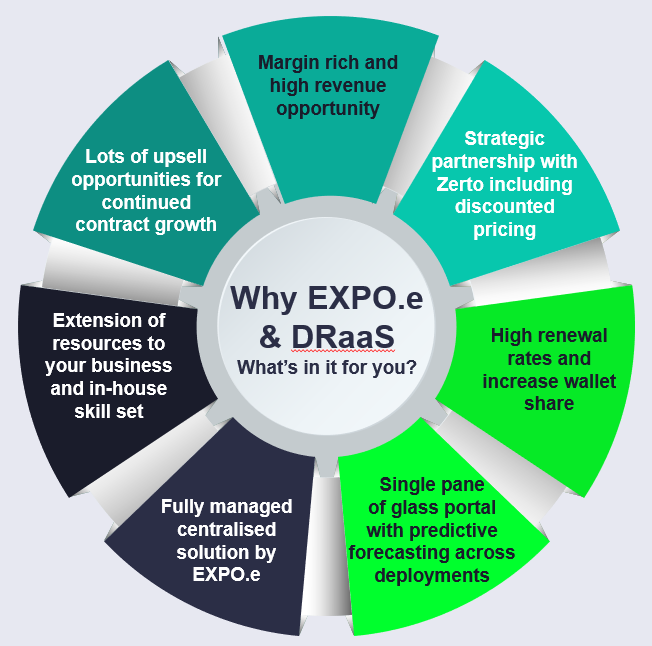 Margin rich and
high revenue
opportunity
Strategic
partnership with
Zerto including
discounted
pricing
High renewal
rates and
increase wallet
share
Single pane
of glass portal
with predictive
forecasting across
deployments
Fully managed
centralised
solution by
EXPO.e
Extension of
resources to
your business
and in-house
skill set
Lots of upsell
opportunities for
continued
contract growth
Why EXPO.e
& DRaaS
What’s in it for you?